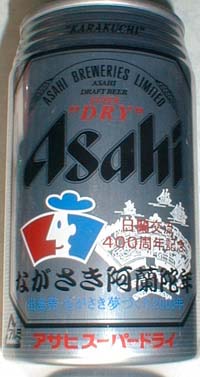 "KARAKUCHI"
ASAHI BREWERIES LIMITED
ASAHI
DRAFT BEER
"DRY"
Asahi
日蘭交流
400周年記念
ながさき阿蘭陀年
アサヒスーパードライ